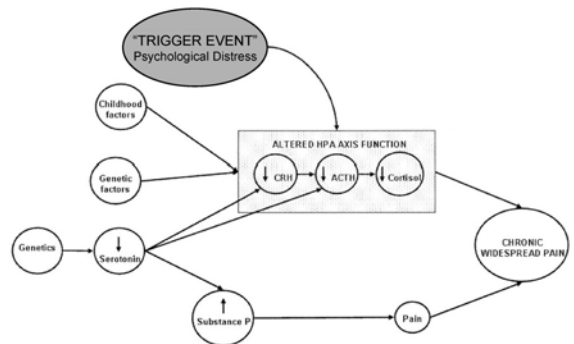 "TRIGGER EVENT"
Psychological Distress
Childhood
factors
ALTERED HPA AXIS FUNCTION
↓ CRH
↓ ACTH
↓ Cortisol
Genetic
factors
Genetics
↓
Serotonin
CHRONIC
WIDESPREAD PAIN
↑
Substance P
Pain